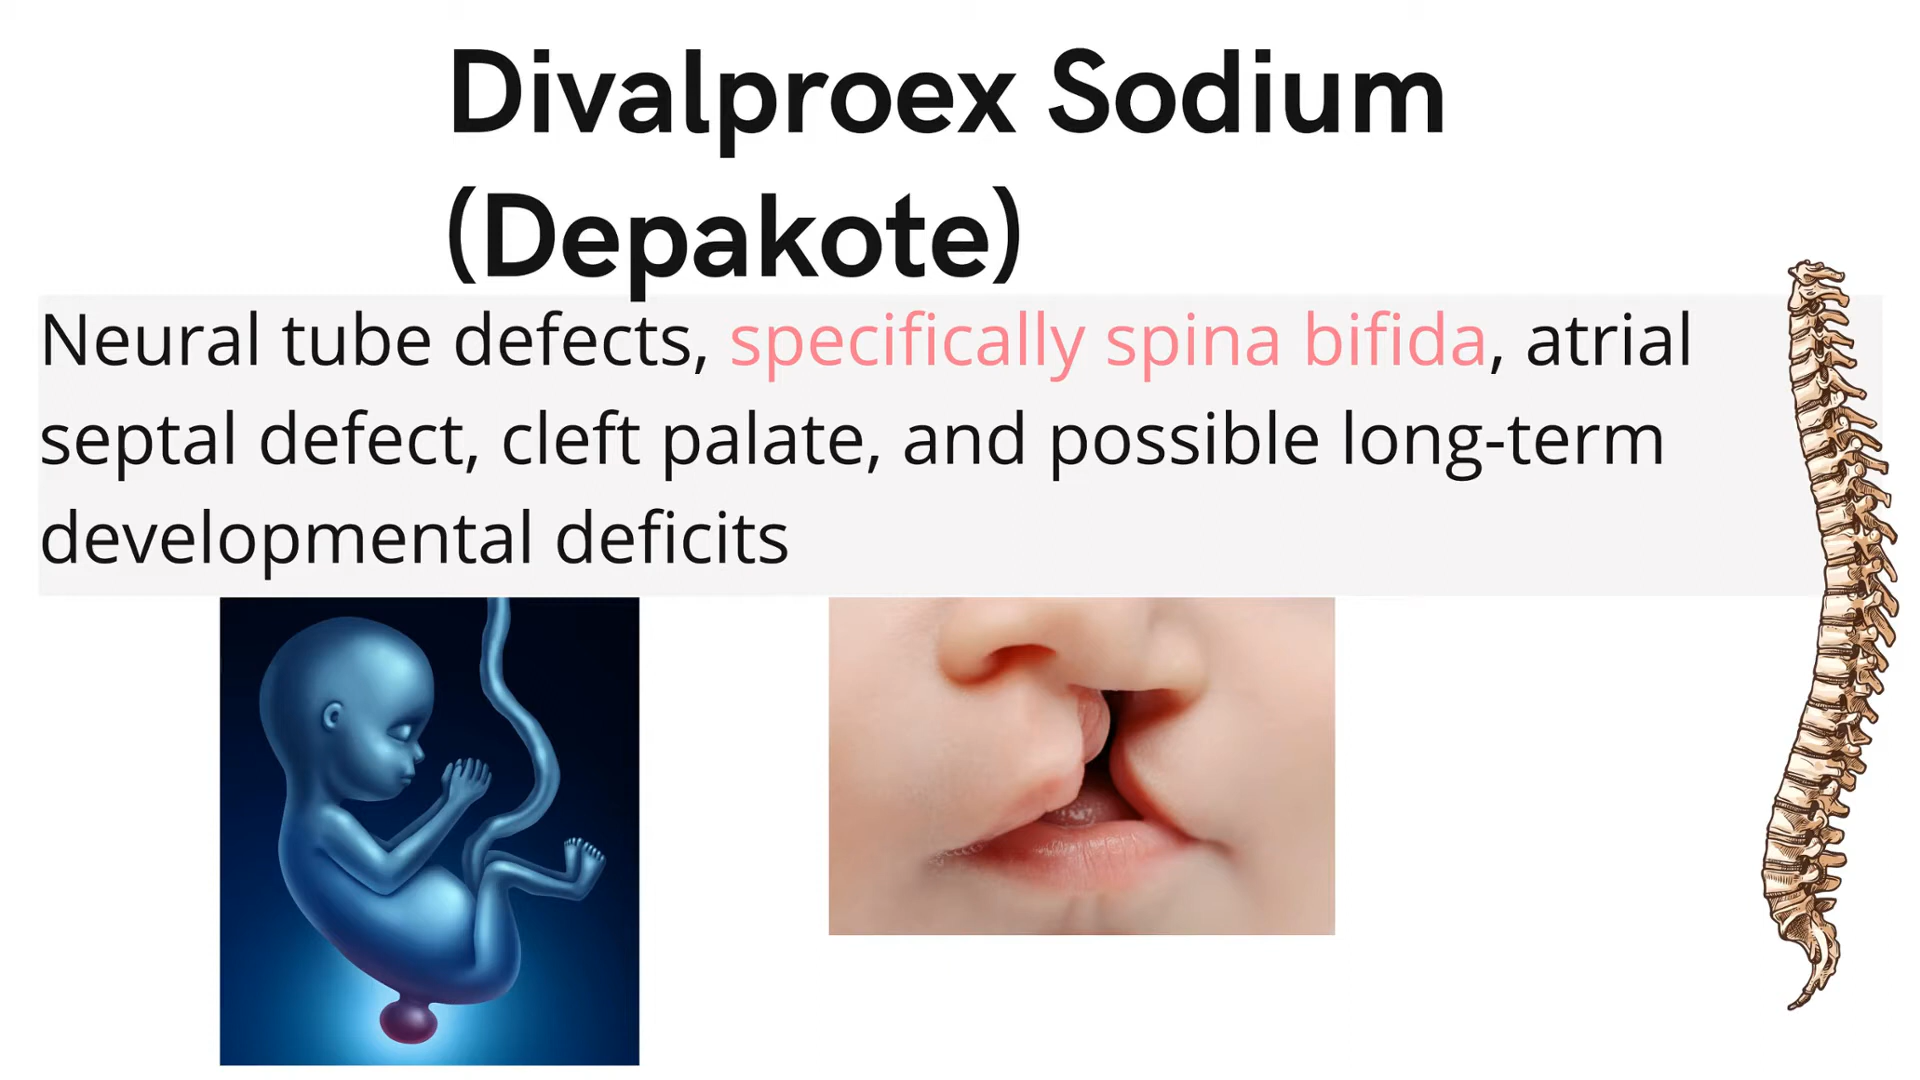 Divalproex Sodium
(Depakote)
Neural tube defects, specifically spina bifida, atrial
septal defect, cleft palate, and possible long-term
developmental deficits